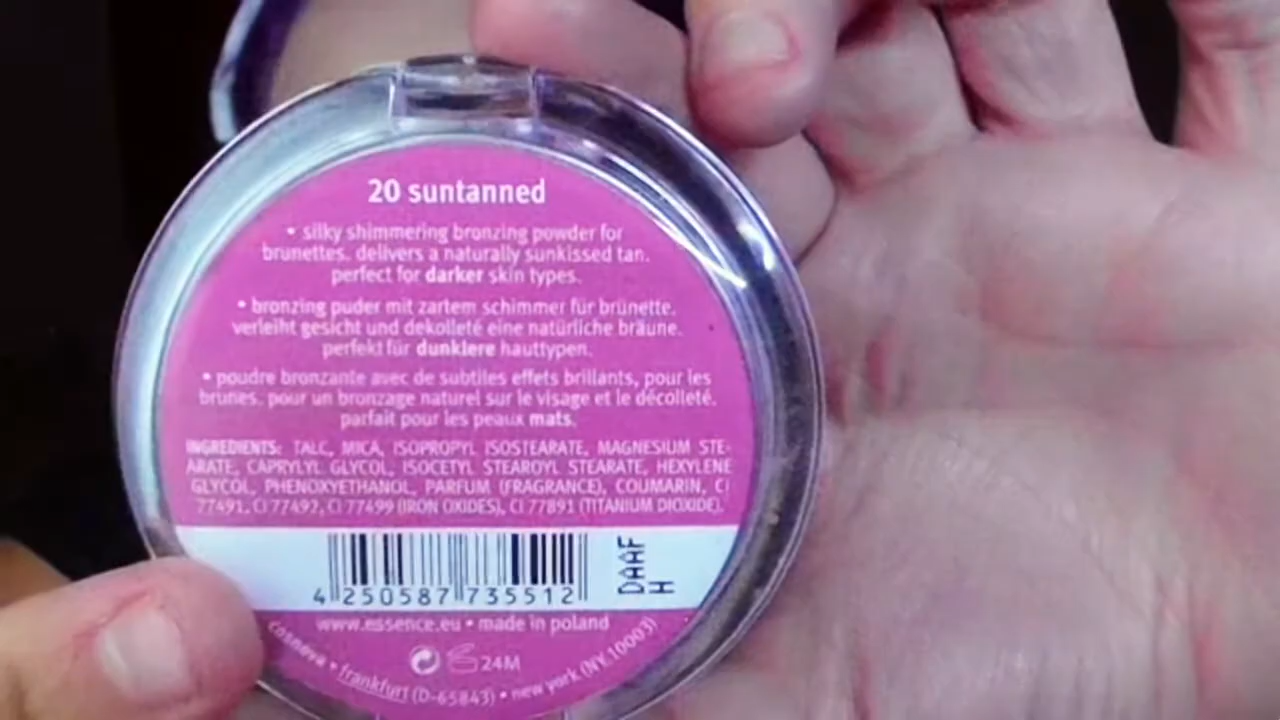 20 suntanned
• silky shimmering bronzing powder for
brunettes. delivers a naturally sunkissed tan.
perfect for darker skin types.
• bronzing puder mit zartem schimmer für brünette.
verleiht gesicht und dekolleté eine natürliche bräune.
perfekt für dunklere hauttypen.
• poudre bronzante avec de subtiles effets brillants, pour les
brunes. pour un bronzage naturel sur le visage et le décolleté.
parfait pour les peaux mats.
INGREDIENTS: TALC, MICA, ISOPROPYL ISOSTEARATE, MAGNESIUM STE-
ARATE, CAPRYLYL GLYCOL, ISOCETYL STEAROYL STEARATE, HEXYLENE
GLYCOL, PHENOXYETHANOL, PARFUM (FRAGRANCE), COUMARIN, CI
77491, CI 77492, CI 77499 (IRON OXIDES), CI 77891 (TITANIUM DIOXIDE).
4 250587 735512
DAAF
H
www.essence.eu • made in poland
24M
cosnova • frankfurt (D-65843) • new york (NY, 10003)